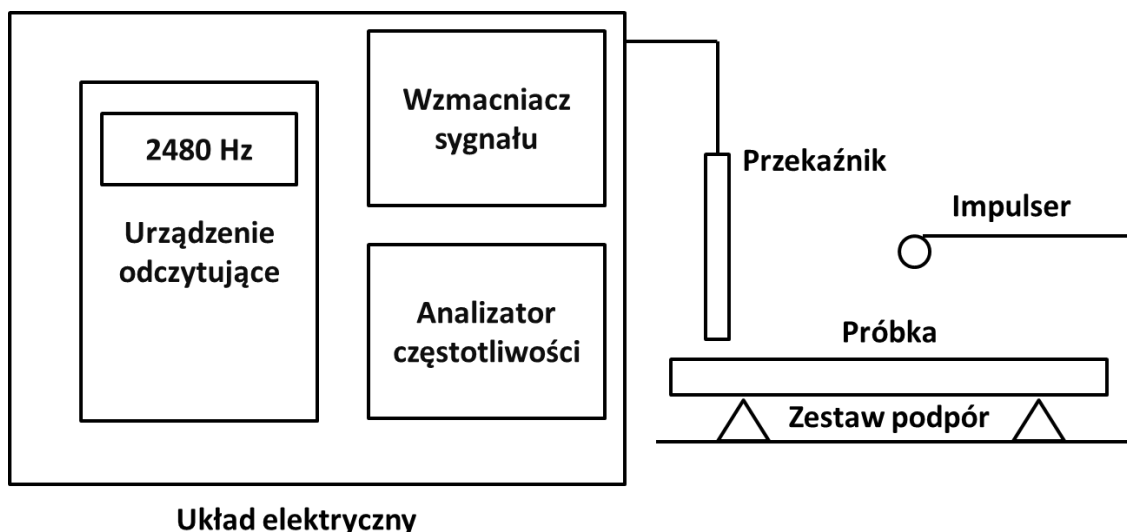 2480 Hz
Urządzenie
odczytujące
Wzmacniacz
sygnału
Analizator
częstotliwości
Przekaźnik
Impulser
Próbka
Zestaw podpór
Układ elektryczny